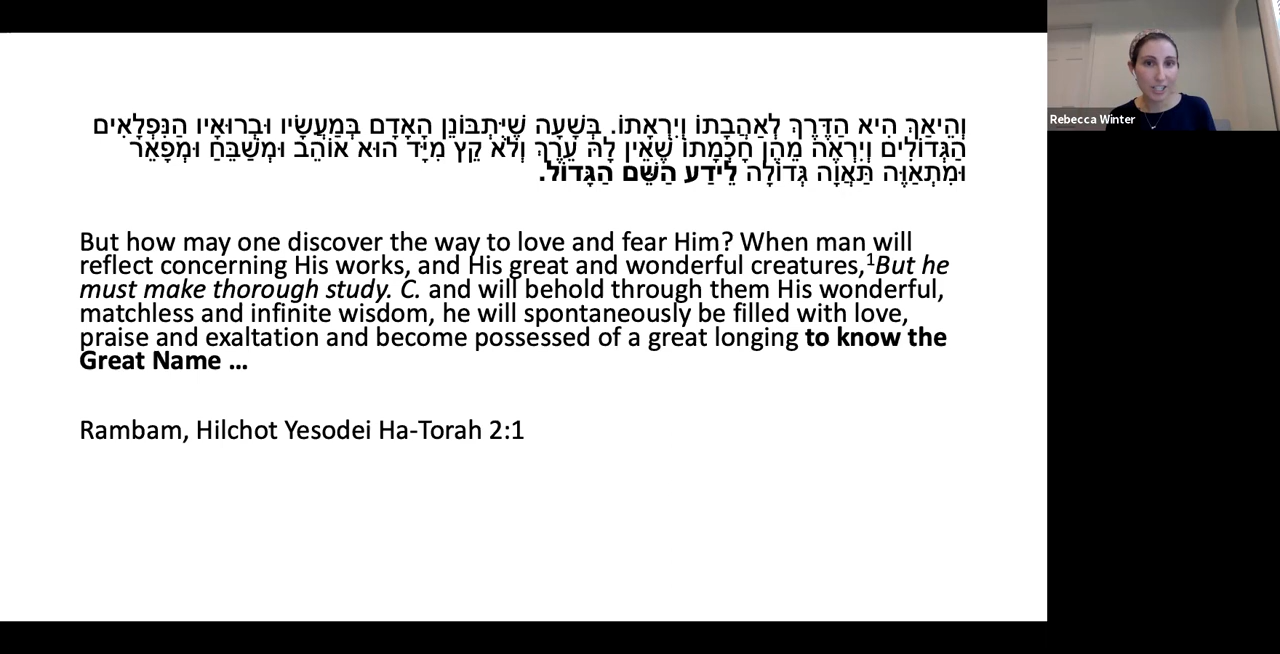 וְהֵיאַךְ הִיא הַדֶּרֶךְ לְאַהֲבָתוֹ וְיִרְאָתוֹ. בְּשָׁעָה שֶׁיִּתְבּוֹנֵן הָאָדָם בְּמַעֲשָׂיו וּבְרוּאָיו הַנִּפְלָאִים
הַגְּדוֹלִים וְיִרְאֶה מֵהֶן חָכְמָתוֹ שֶׁאֵין לָהּ עֵרֶךְ וְלֹא קֵץ מִיָּד הוּא אוֹהֵב וּמְשַׁבֵּחַ וּמְפָאֵר
וּמִתְאַוֶּה תַּאֲוָה גְּדוֹלָה לֵידַע הַשֵּׁם הַגָּדוֹל.
But how may one discover the way to love and fear Him? When man will
reflect concerning His works, and His great and wonderful creatures,¹But he
must make thorough study. C. and will behold through them His wonderful,
matchless and infinite wisdom, he will spontaneously be filled with love,
praise and exaltation and become possessed of a great longing to know the
Great Name ...
Rambam, Hilchot Yesodei Ha-Torah 2:1
Rebecca Winter